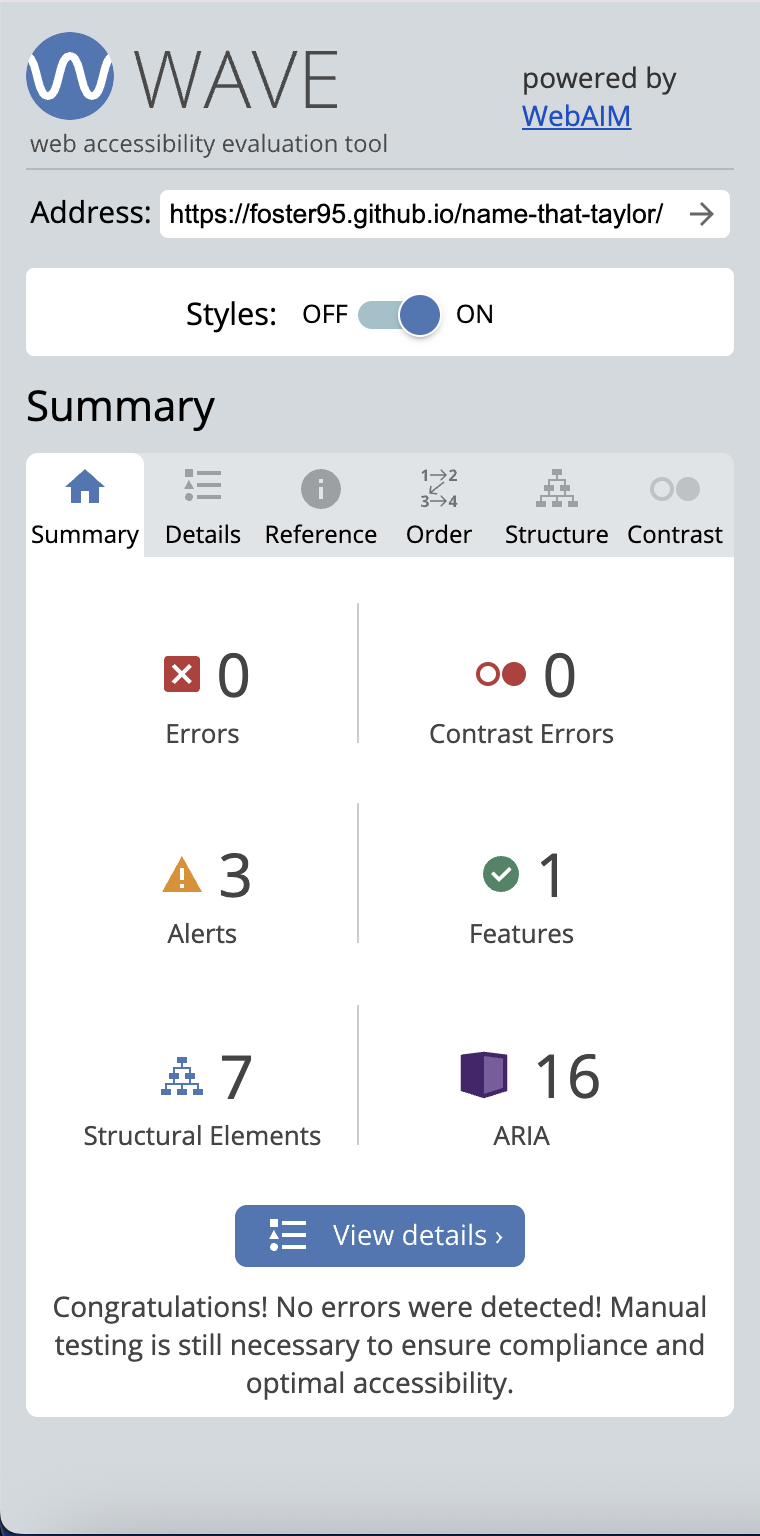 WAVE
powered by
WebAIM
web accessibility evaluation tool
Address: https://foster95.github.io/name-that-taylor/
Styles: OFF ON
Summary
1 2
3 4
Summary Details Reference Order Structure Contrast
0 0
Errors Contrast Errors
3 1
Alerts Features
7 16
Structural Elements ARIA
View details ›
Congratulations! No errors were detected! Manual
testing is still necessary to ensure compliance and
optimal accessibility.